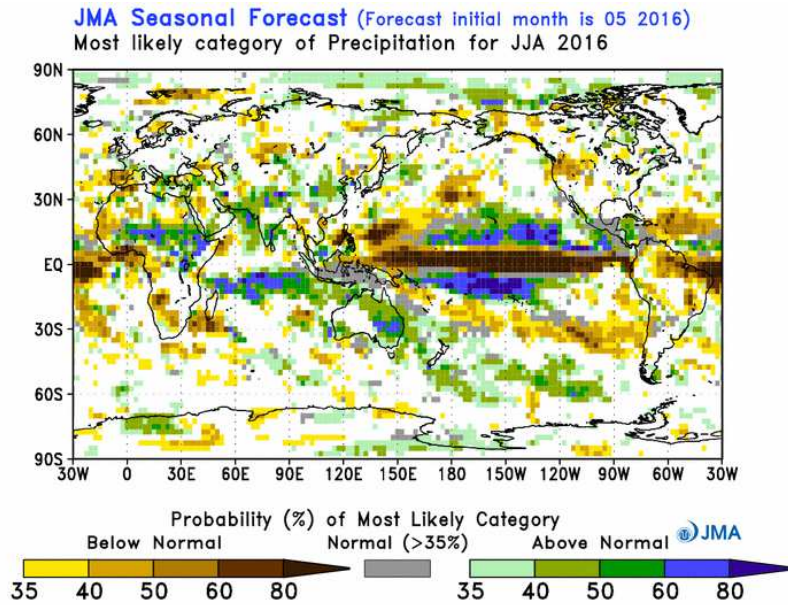 JMA Seasonal Forecast (Forecast initial month is 05 2016)
Most likely category of Precipitation for JJA 2016
90N
60N
30N
EQ
30S
60S
90S
30W 0 30E 60E 90E 120E 150E 180 150W 120W 90W 60W 30W
Probability (%) of Most Likely Category
Below Normal Normal (>35%) Above Normal JMA
35 40 50 60 80 35 40 50 60 80